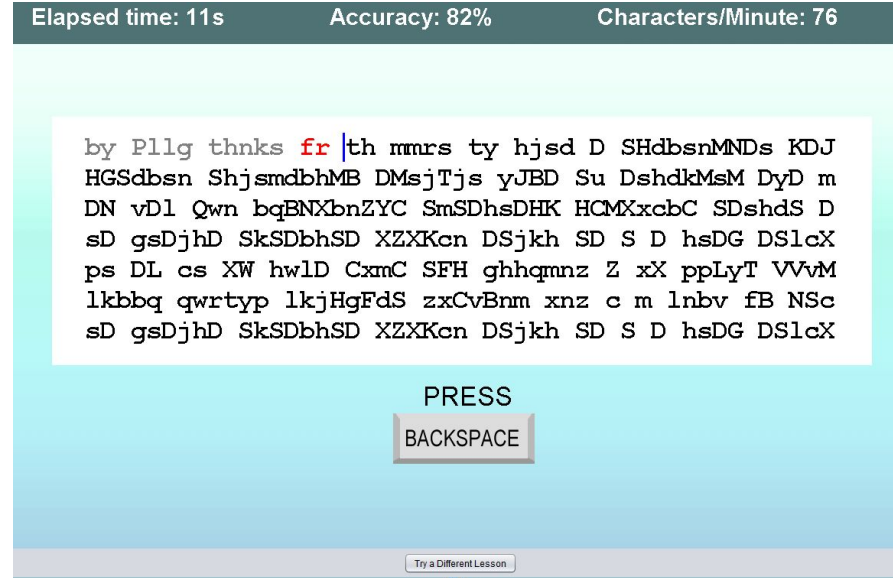 Elapsed time: 11s Accuracy: 82% Characters/Minute: 76
by Pllg thnks fr th mmrs ty hjsd D SHdbsnMNDs KDJ
HGSdbsn ShjsmdbhMB DMsjTjs yJBD Su DshdkMsM DyD m
DN vDl Qwn bqBNXbnZYC SmSDhsDHK HCMXxcbC SDshdS D
sD gsDjhD SkSDbhSD XZXKcn DSjkh SD S D hsDG DSlcX
ps DL cs XW hwlD CxmC SFH ghhqmnz Z xX ppLyT VVvM
lkbbq qwrtyp lkjHgFdS zxCvBnm xnz c m lnbv fB NSc
sD gsDjhD SkSDbhSD XZXKcn DSjkh SD S D hsDG DSlcX
PRESS
BACKSPACE
Try a Different Lesson